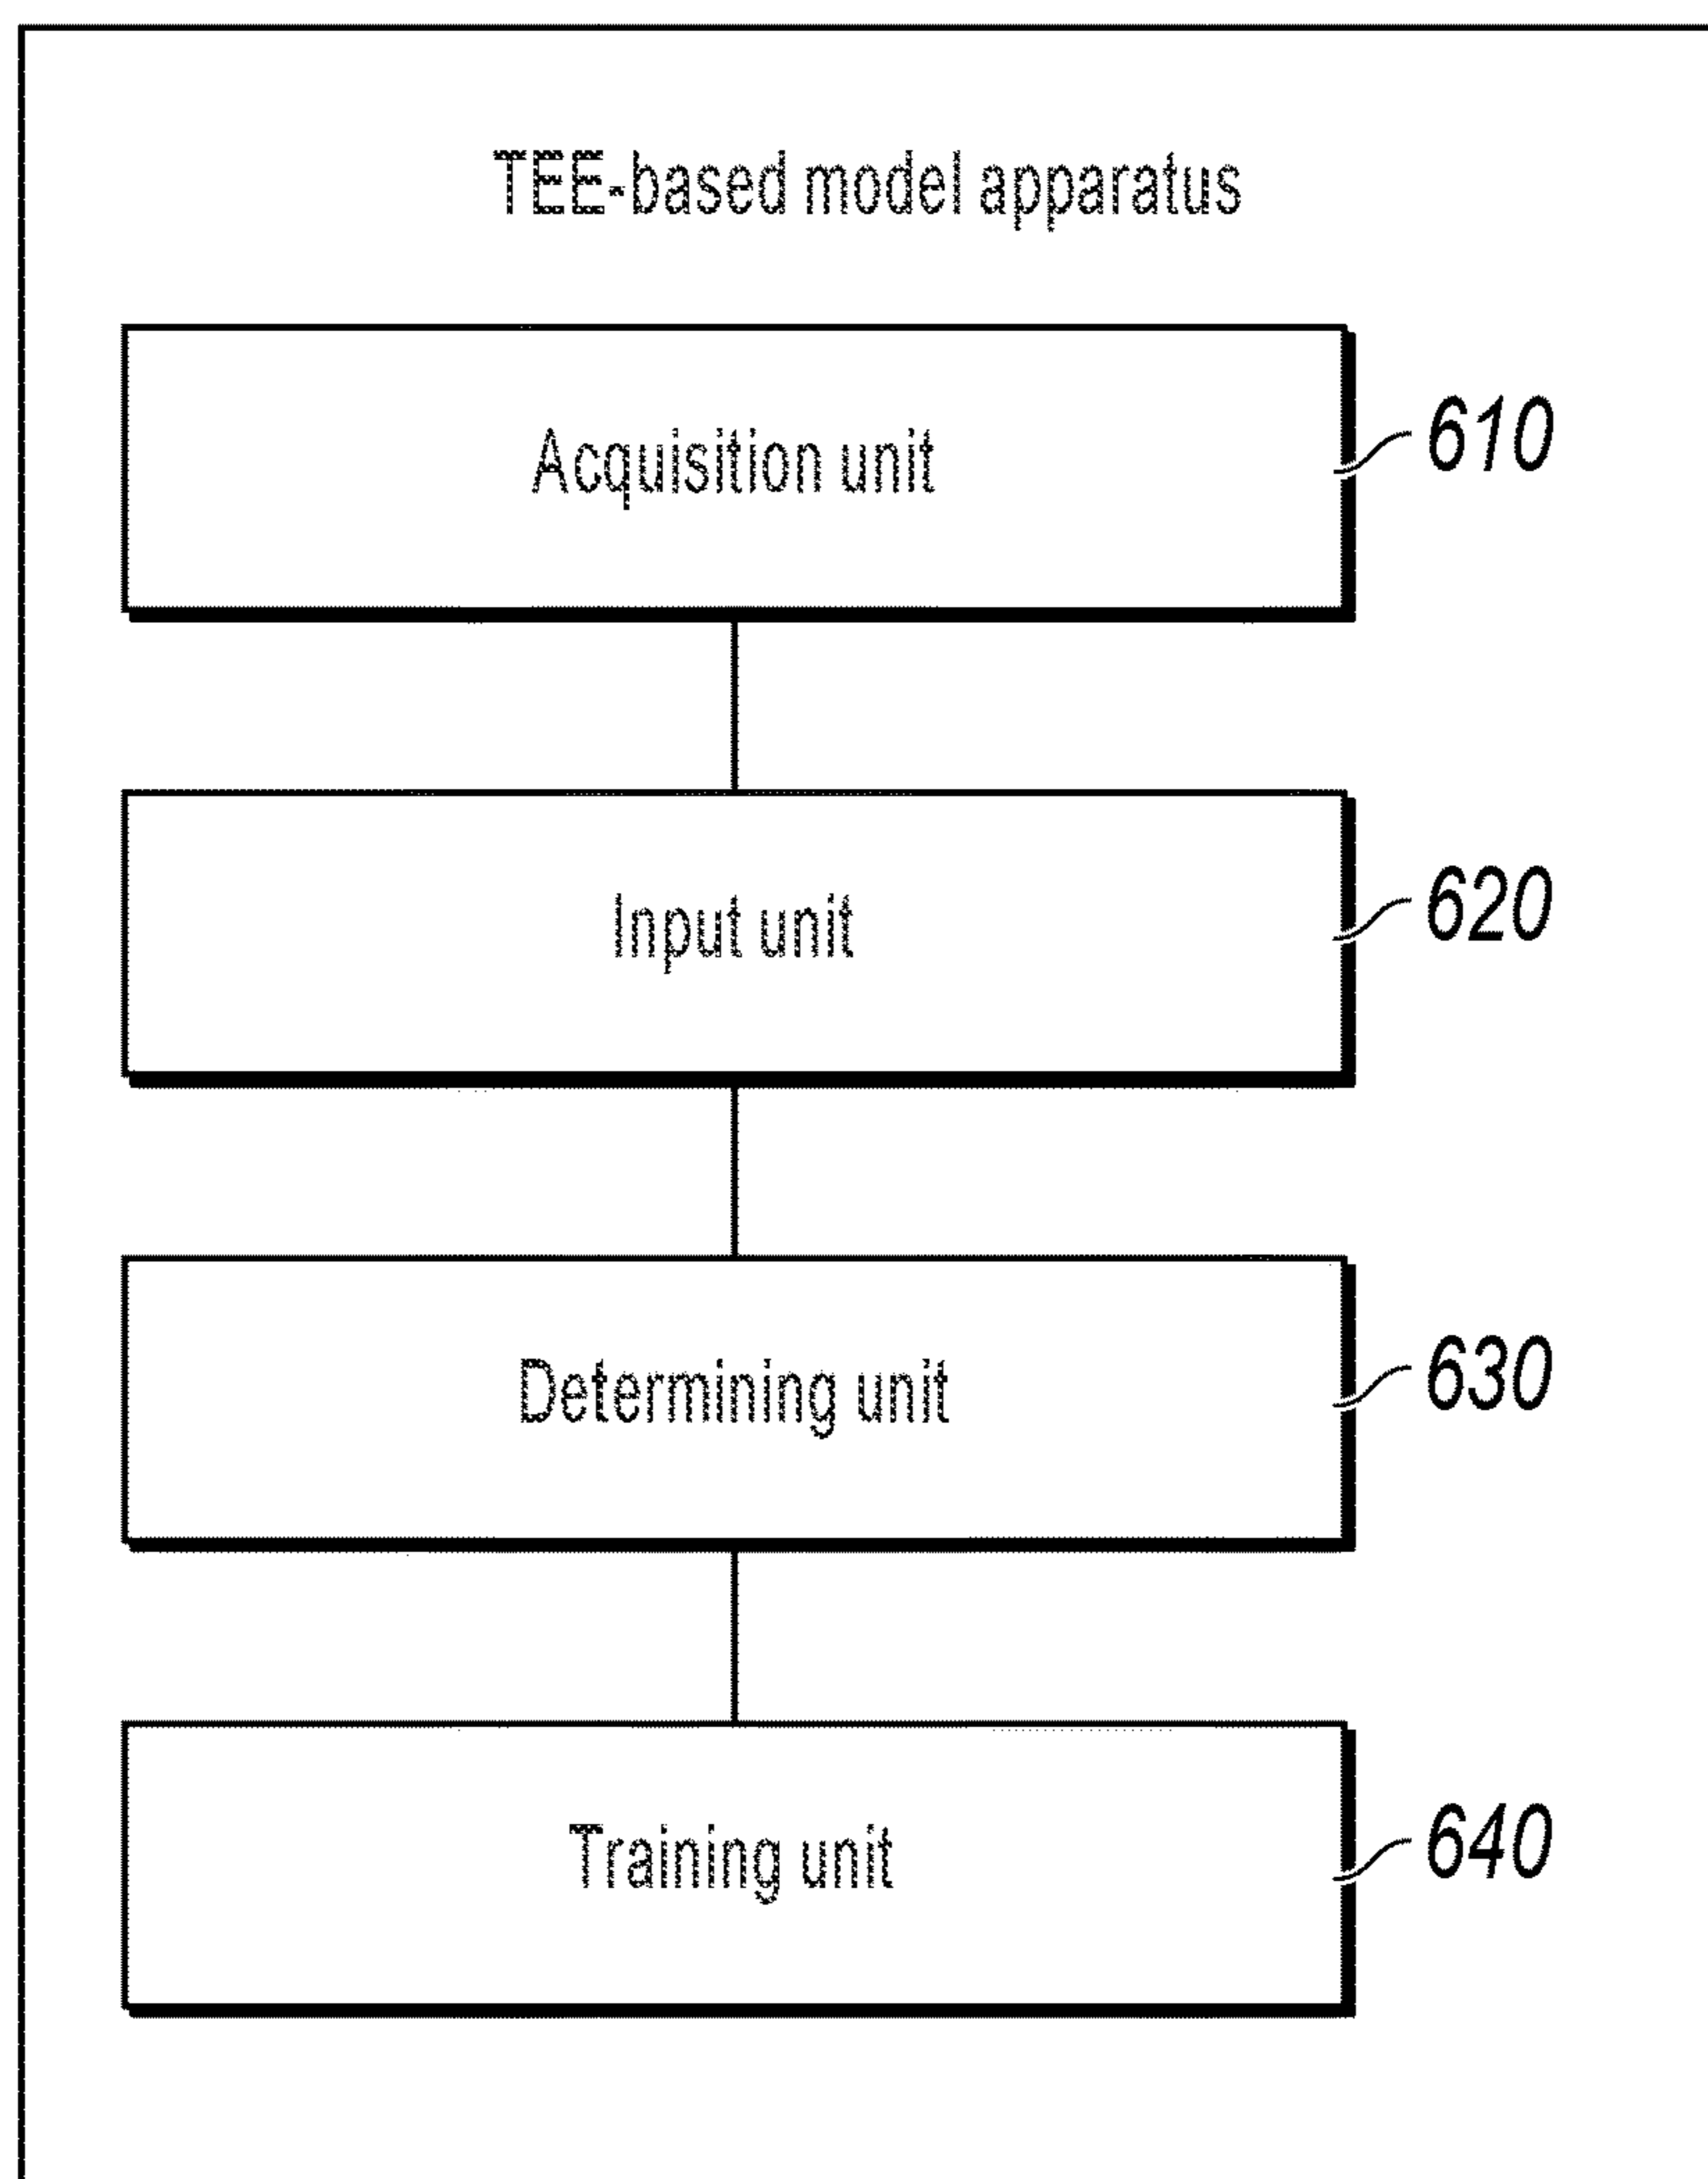 TEE-based model apparatus
Acquisition unit
610
Input unit
620
Determining unit
630
Training unit
640